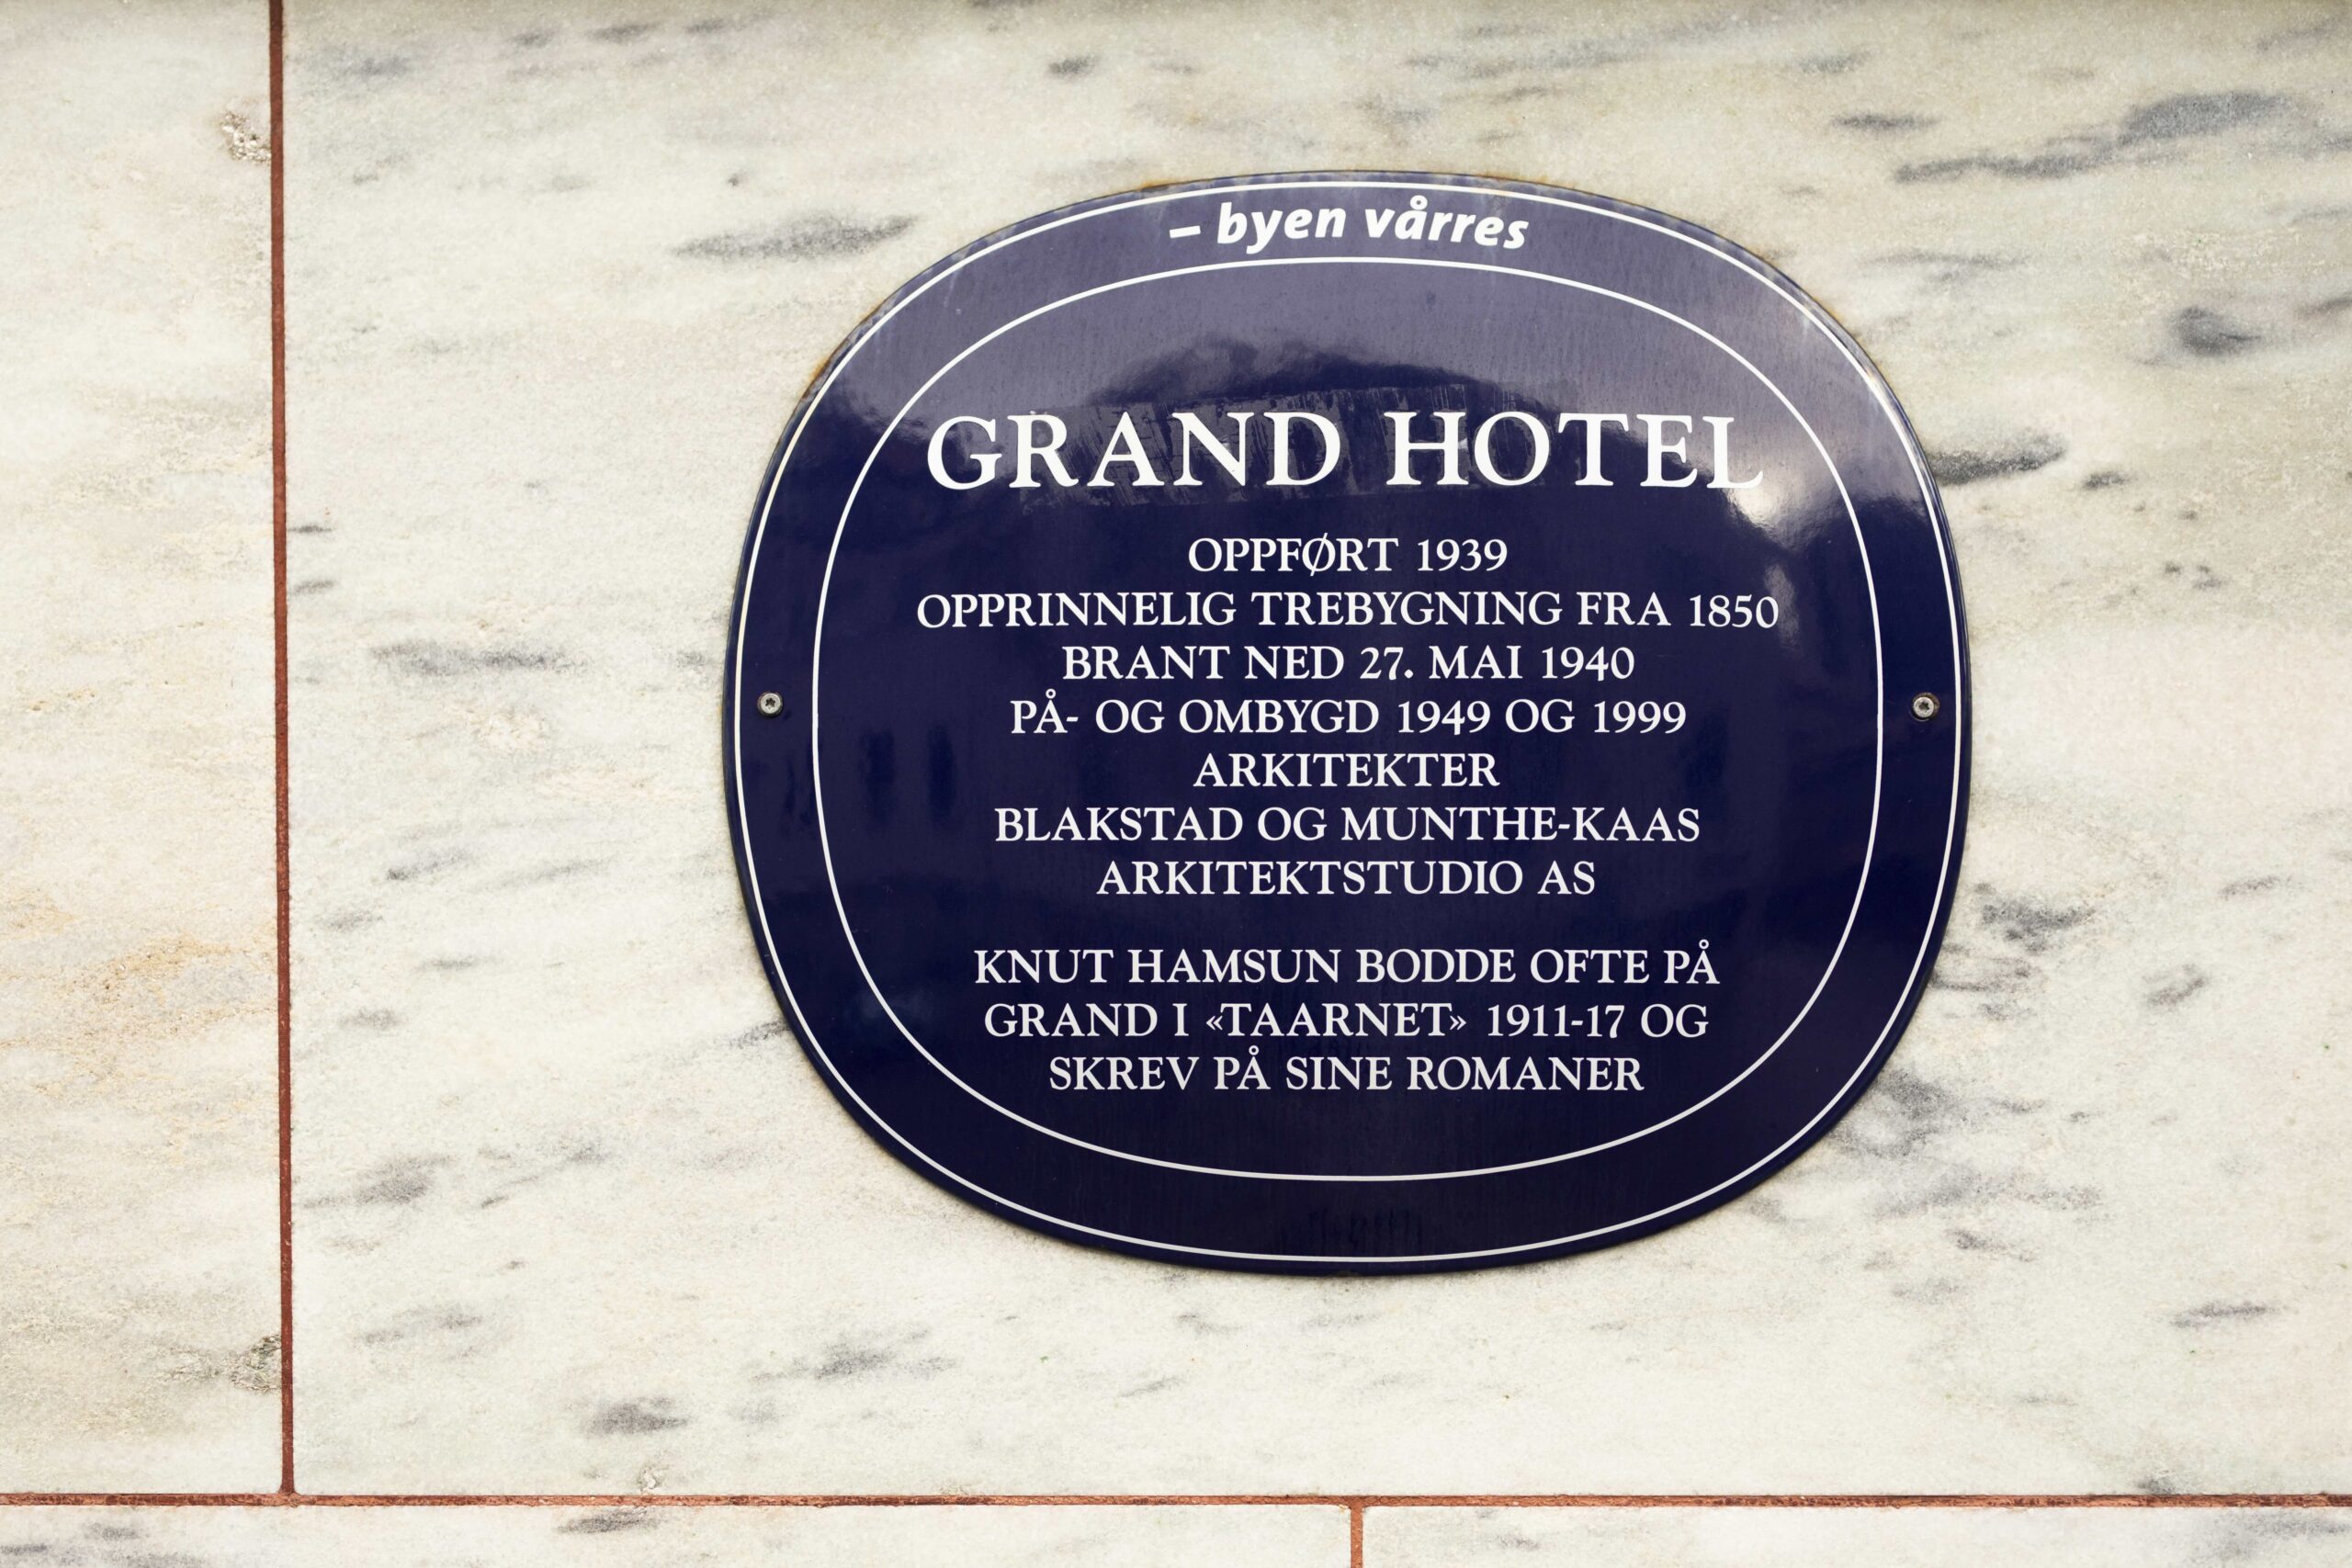 – byen vårres
GRAND HOTEL
OPPFØRT 1939
OPPRINNELIG TREBYGNING FRA 1850
BRANT NED 27. MAI 1940
PÅ- OG OMBYGD 1949 OG 1999
ARKITEKTER
BLAKSTAD OG MUNTHE-KAAS
ARKITEKTSTUDIO AS
KNUT HAMSUN BODDE OFTE PÅ
GRAND I «TAARNET» 1911-17 OG
SKREV PÅ SINE ROMANER